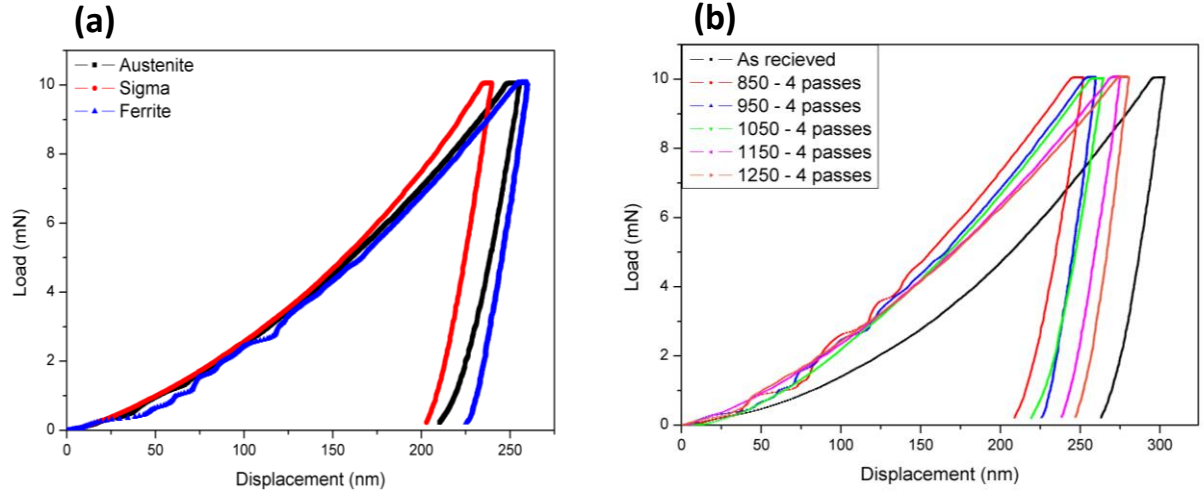 (a)
Austenite
Sigma
Ferrite
10
8
6
4
2
0
Load (mN)
0 50 100 150 200 250
Displacement (nm)
(b)
As recieved
850 - 4 passes
950 - 4 passes
1050 - 4 passes
1150 - 4 passes
1250 - 4 passes
10
8
6
4
2
0
Load (mN)
0 50 100 150 200 250 300
Displacement (nm)